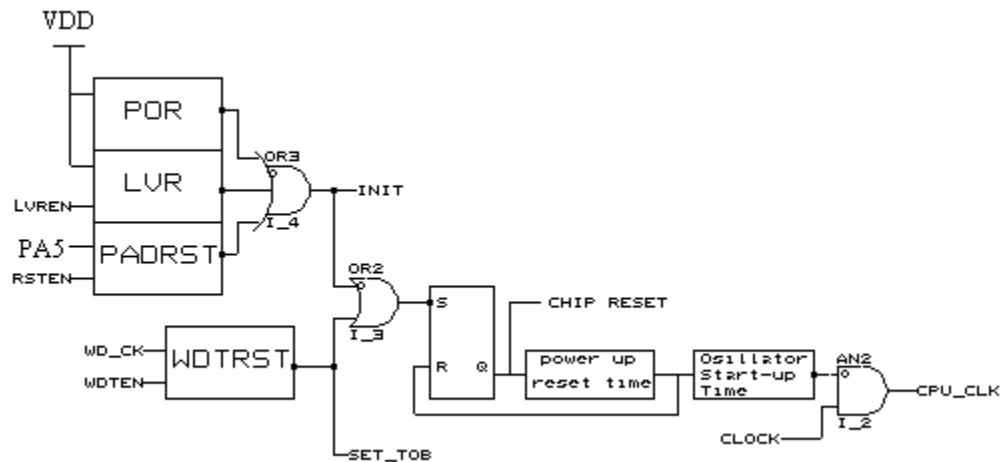 VDD
POR
LVR
LVREN
PA5
PADRST
RSTEN
OR3
I_4
INIT
OR2
I_3
WD_CK
WDTRST
WDTEN
SET_TOB
S
R
Q
CHIP RESET
power up
reset time
Osillator
Start-up
Time
AN2
I_2
CLOCK
CPU_CLK